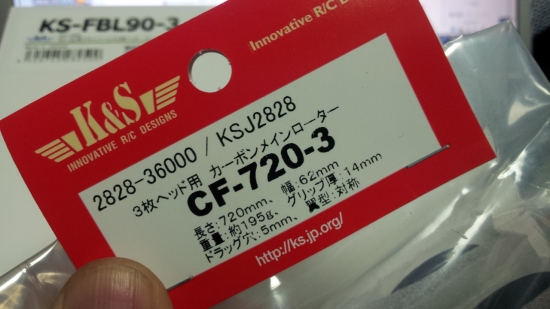 KS-FBL90-3
Innovative R/C Des
K&S
INNOVATIVE R/C DESIGNS
2828-36000 / KSJ2828
3枚ヘッド用 カーボンメインローター
CF-720-3
長さ:720mm、幅:62mm
重量:約195g、グリップ厚:14mm
ドラッグ穴:5mm、翼型:対称
http://ks.jp.org/